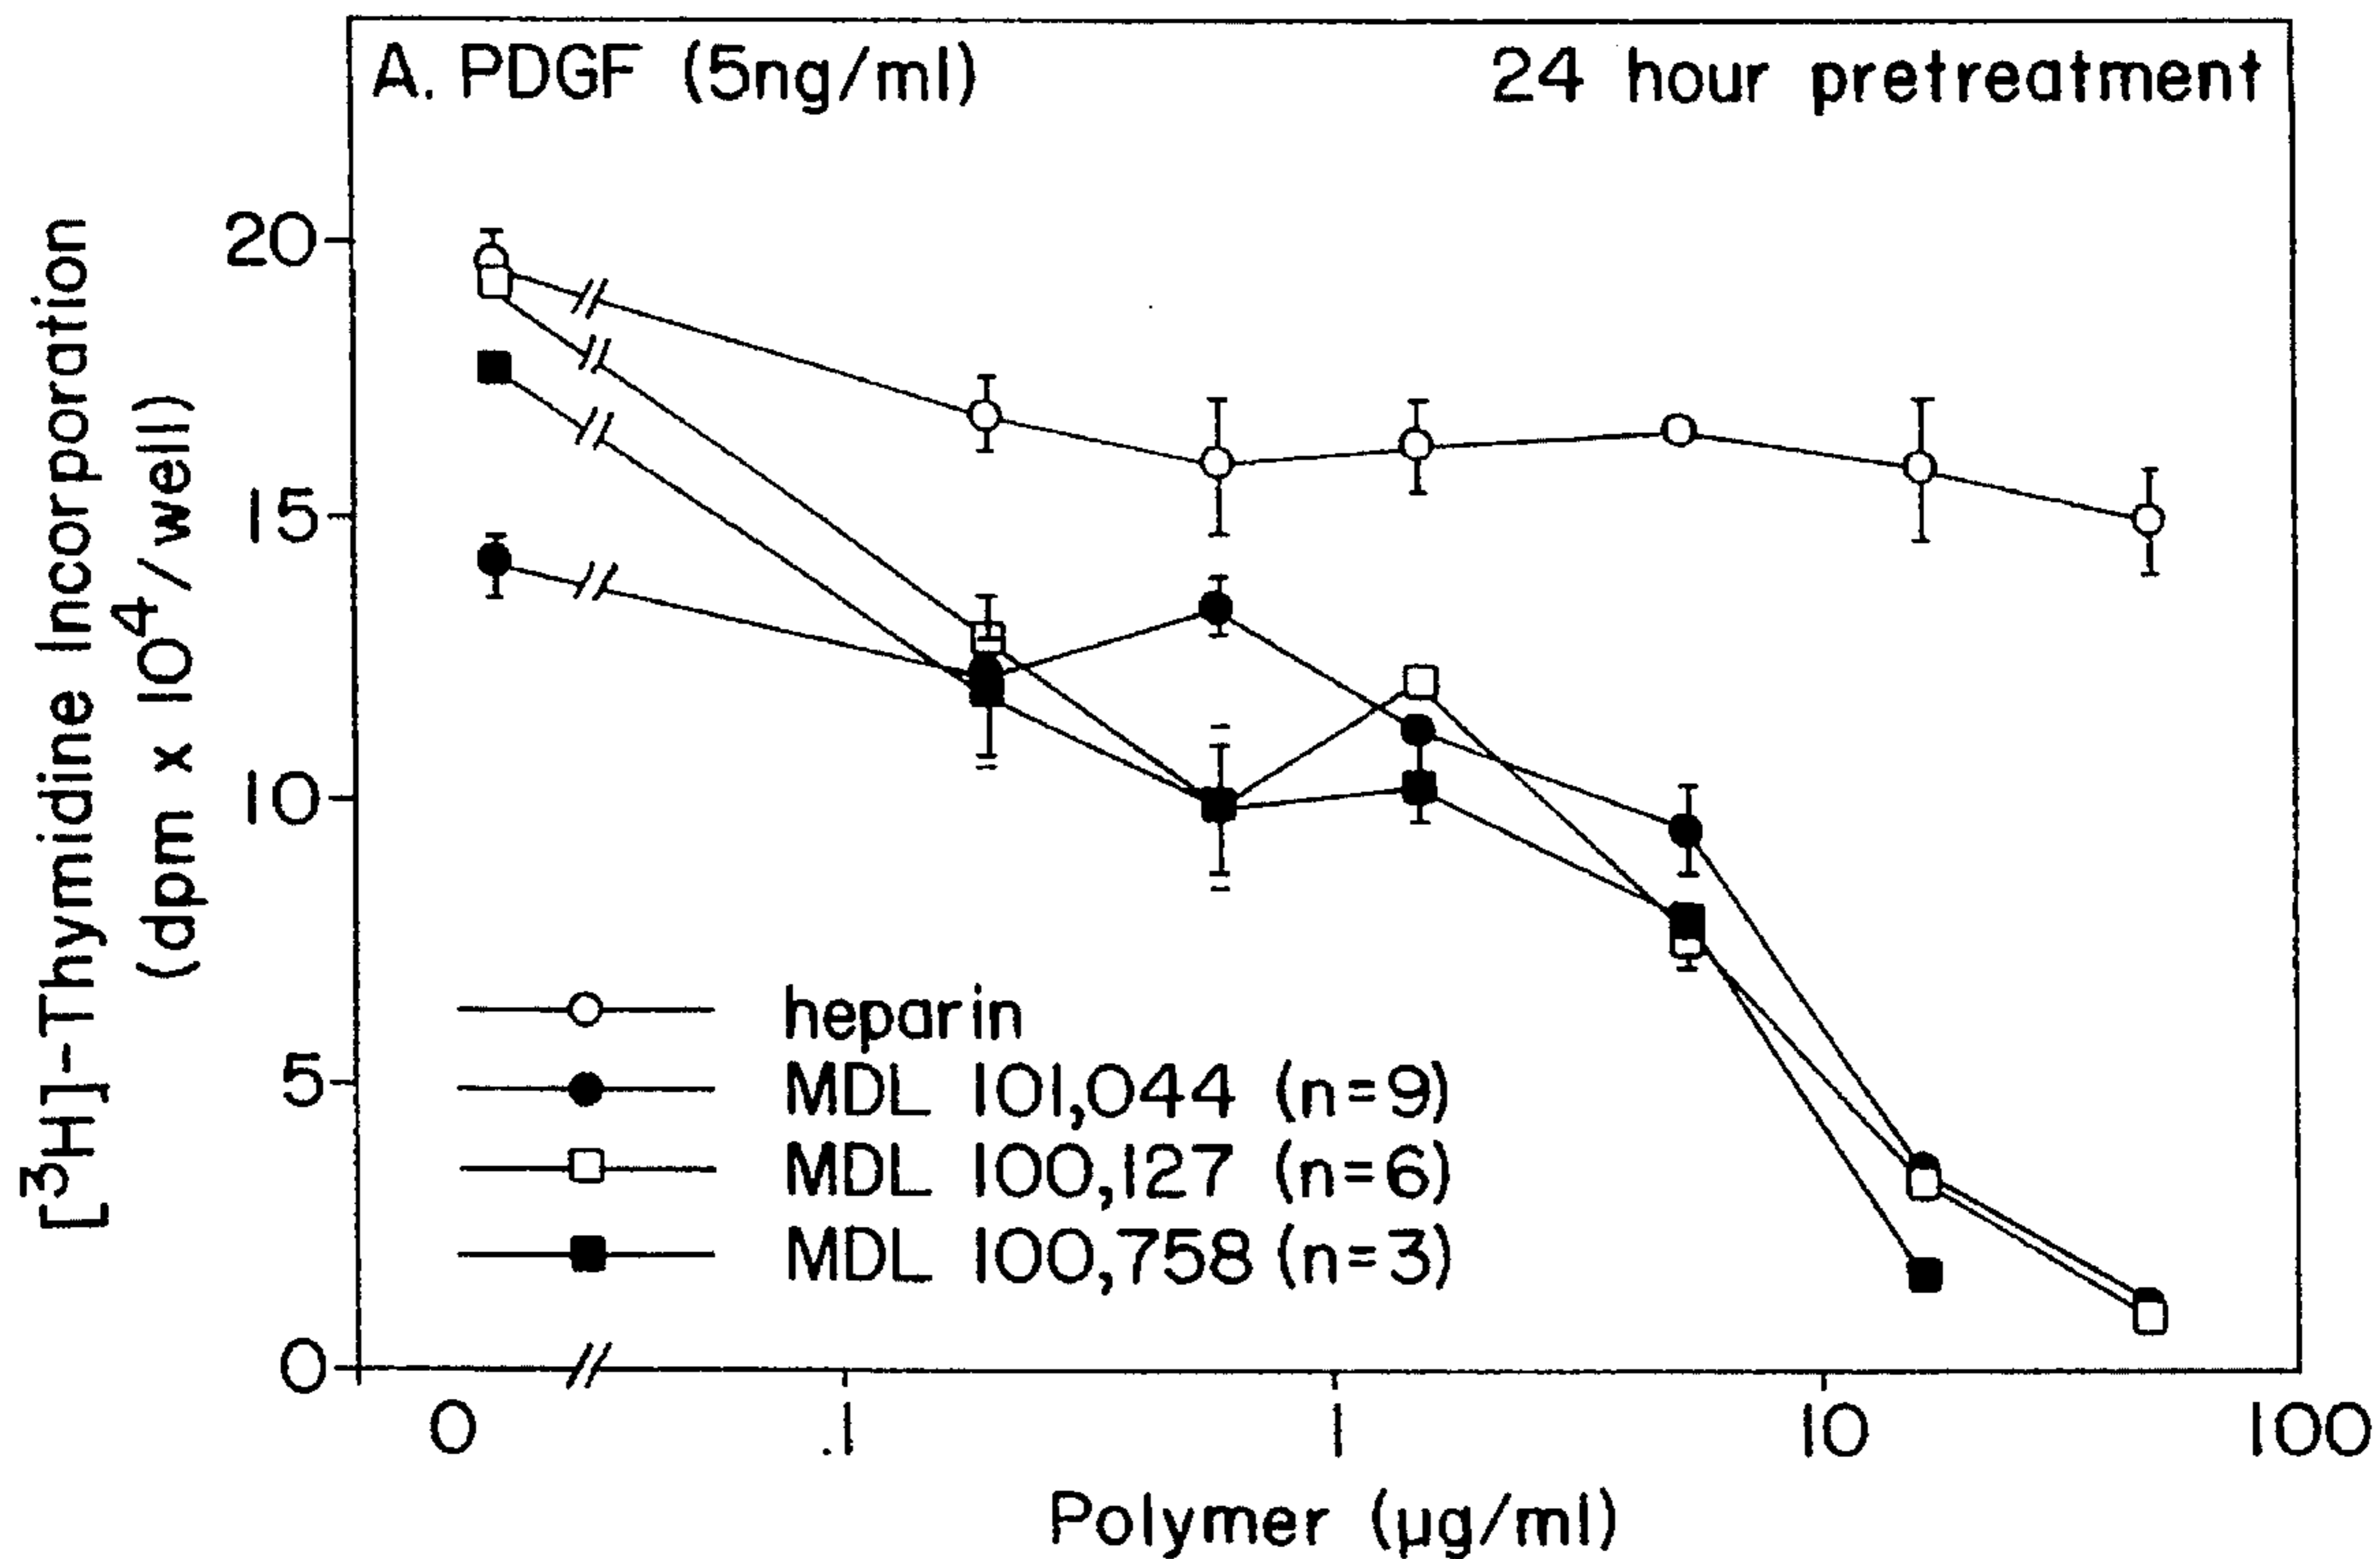 A. PDGF (5ng/ml)
24 hour pretreatment
[³H]-Thymidine Incorporation
(dpm x 10⁴/well)
20
15
10
5
0
heparin
MDL 101,044 (n=9)
MDL 100,127 (n=6)
MDL 100,758 (n=3)
0
.1
1
10
100
Polymer (µg/ml)